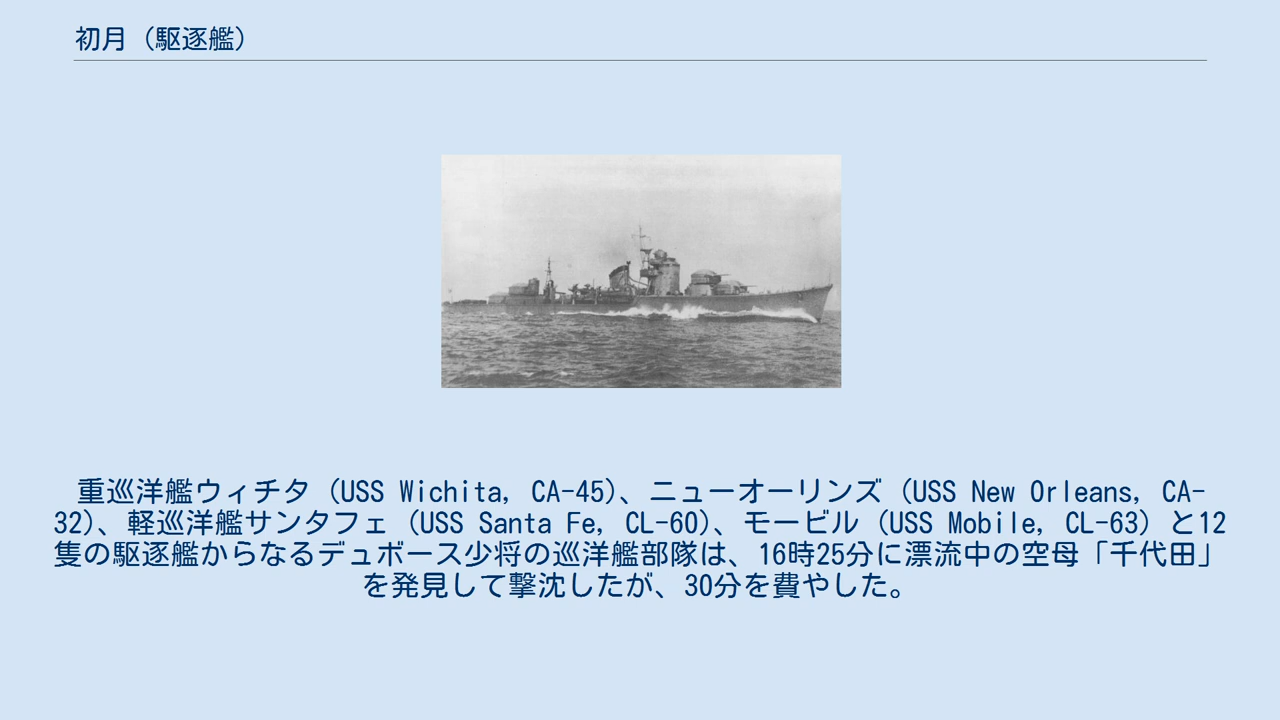 初月（駆逐艦）
重巡洋艦ウィチタ（USS Wichita, CA-45）、ニューオーリンズ（USS New Orleans, CA-
32）、軽巡洋艦サンタフェ（USS Santa Fe, CL-60）、モービル（USS Mobile, CL-63）と12
隻の駆逐艦からなるデュボース少将の巡洋艦部隊は、16時25分に漂流中の空母「千代田」
を発見して撃沈したが、30分を費やした。